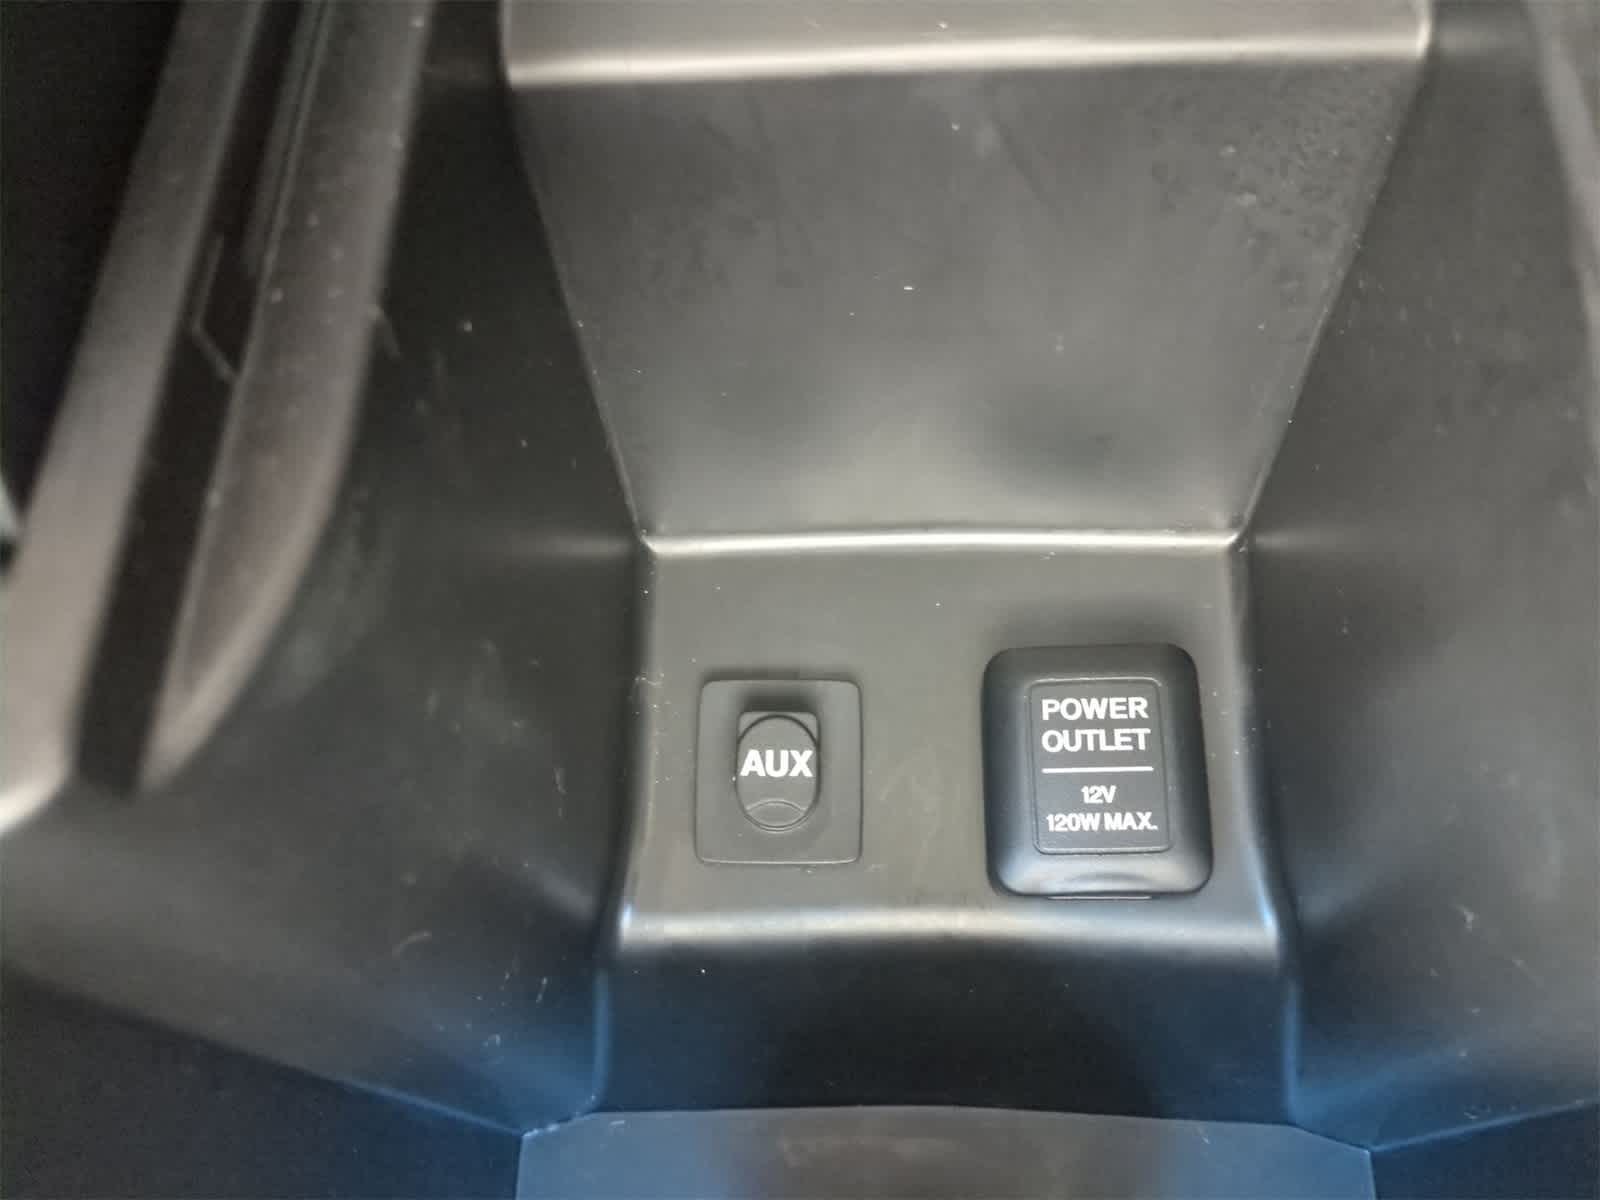 AUX
POWER
OUTLET
12V
120W MAX.